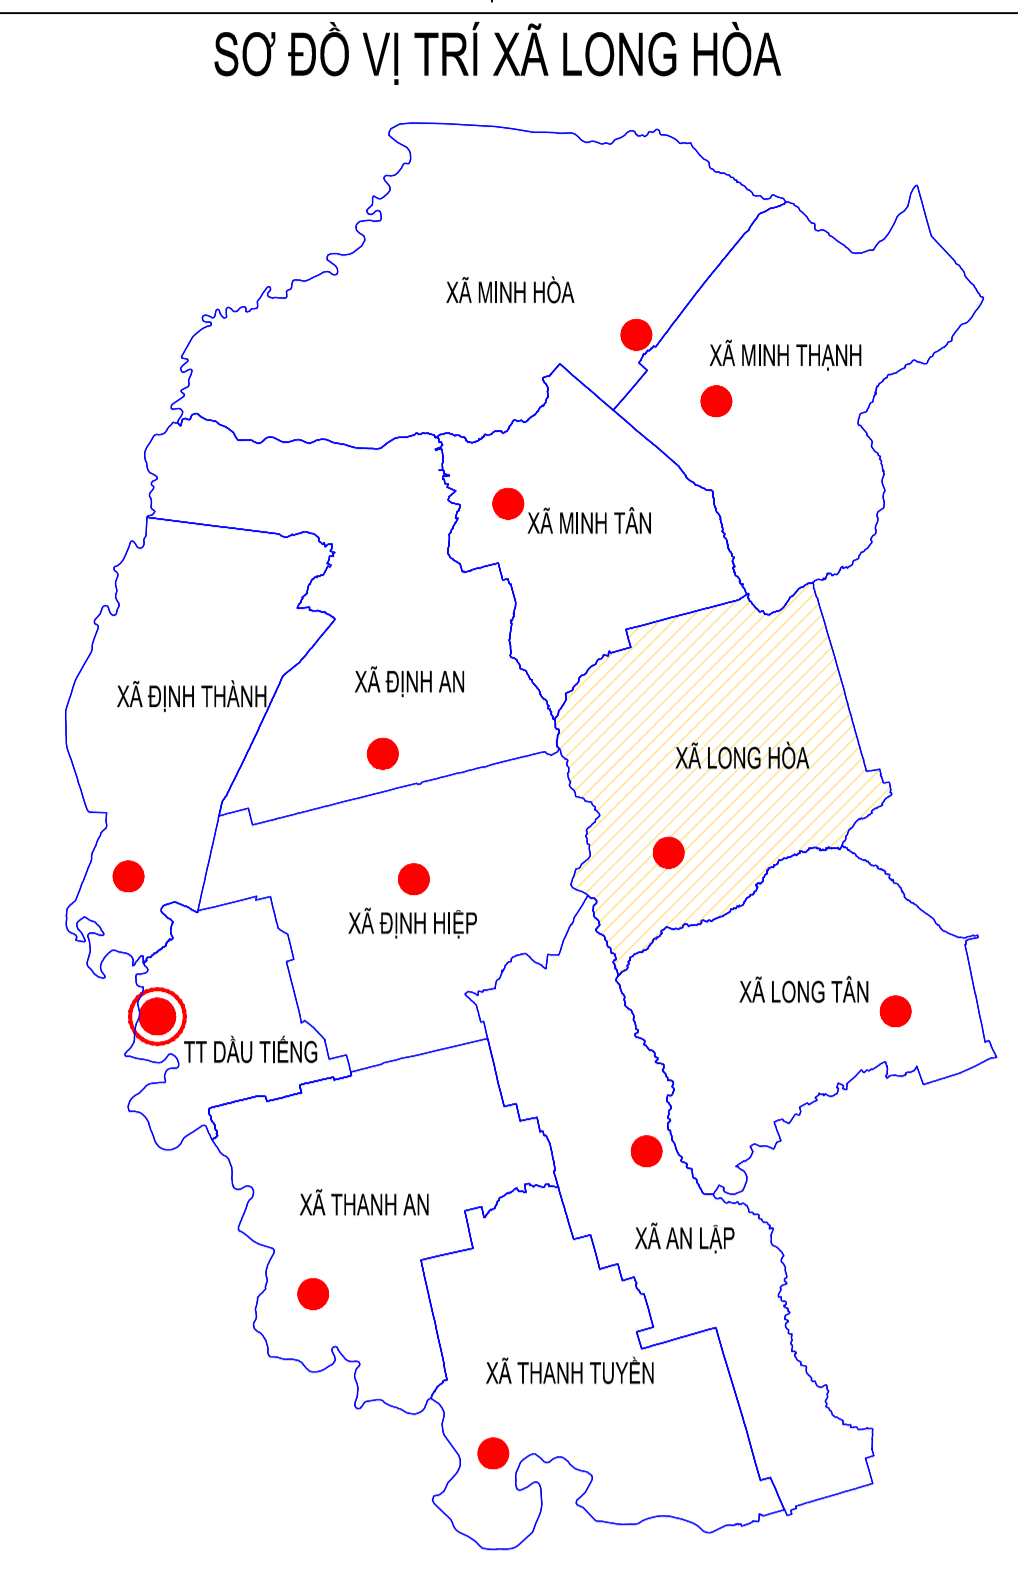 SƠ ĐỒ VỊ TRÍ XÃ LONG HÒA
XÃ MINH HÒA
XÃ MINH THẠNH
XÃ MINH TÂN
XÃ ĐỊNH AN
XÃ ĐỊNH THÀNH
XÃ LONG HÒA
XÃ ĐỊNH HIỆP
XÃ LONG TÂN
TT DẦU TIẾNG
XÃ THANH AN
XÃ AN LẬP
XÃ THANH TUYỀN